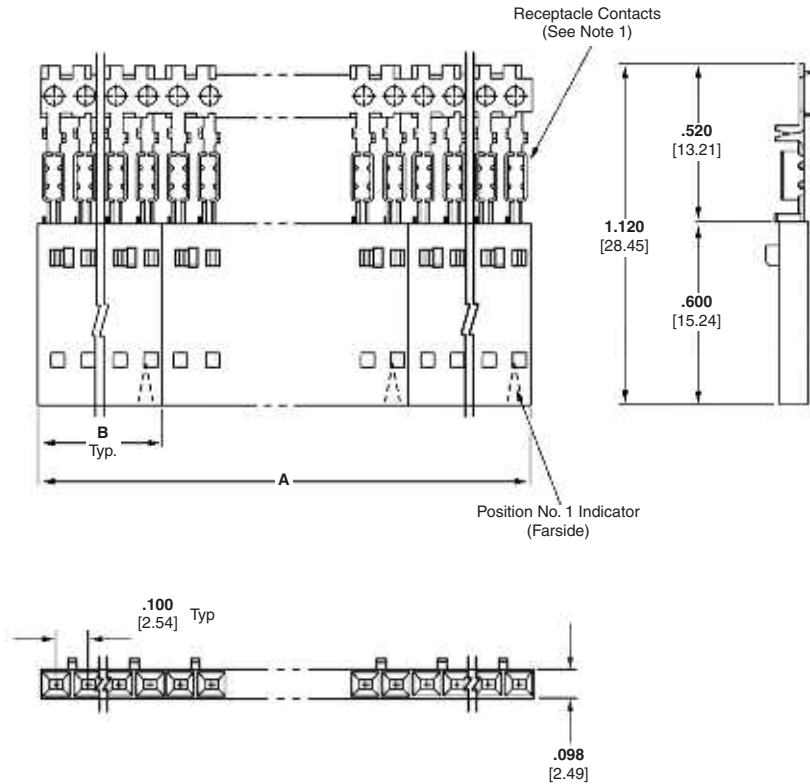 Receptacle Contacts
(See Note 1)
.520
[13.21]
1.120
[28.45]
.600
[15.24]
B
Typ.
A
Position No. 1 Indicator
(Farside)
.100
[2.54]
Typ
.098
[2.49]